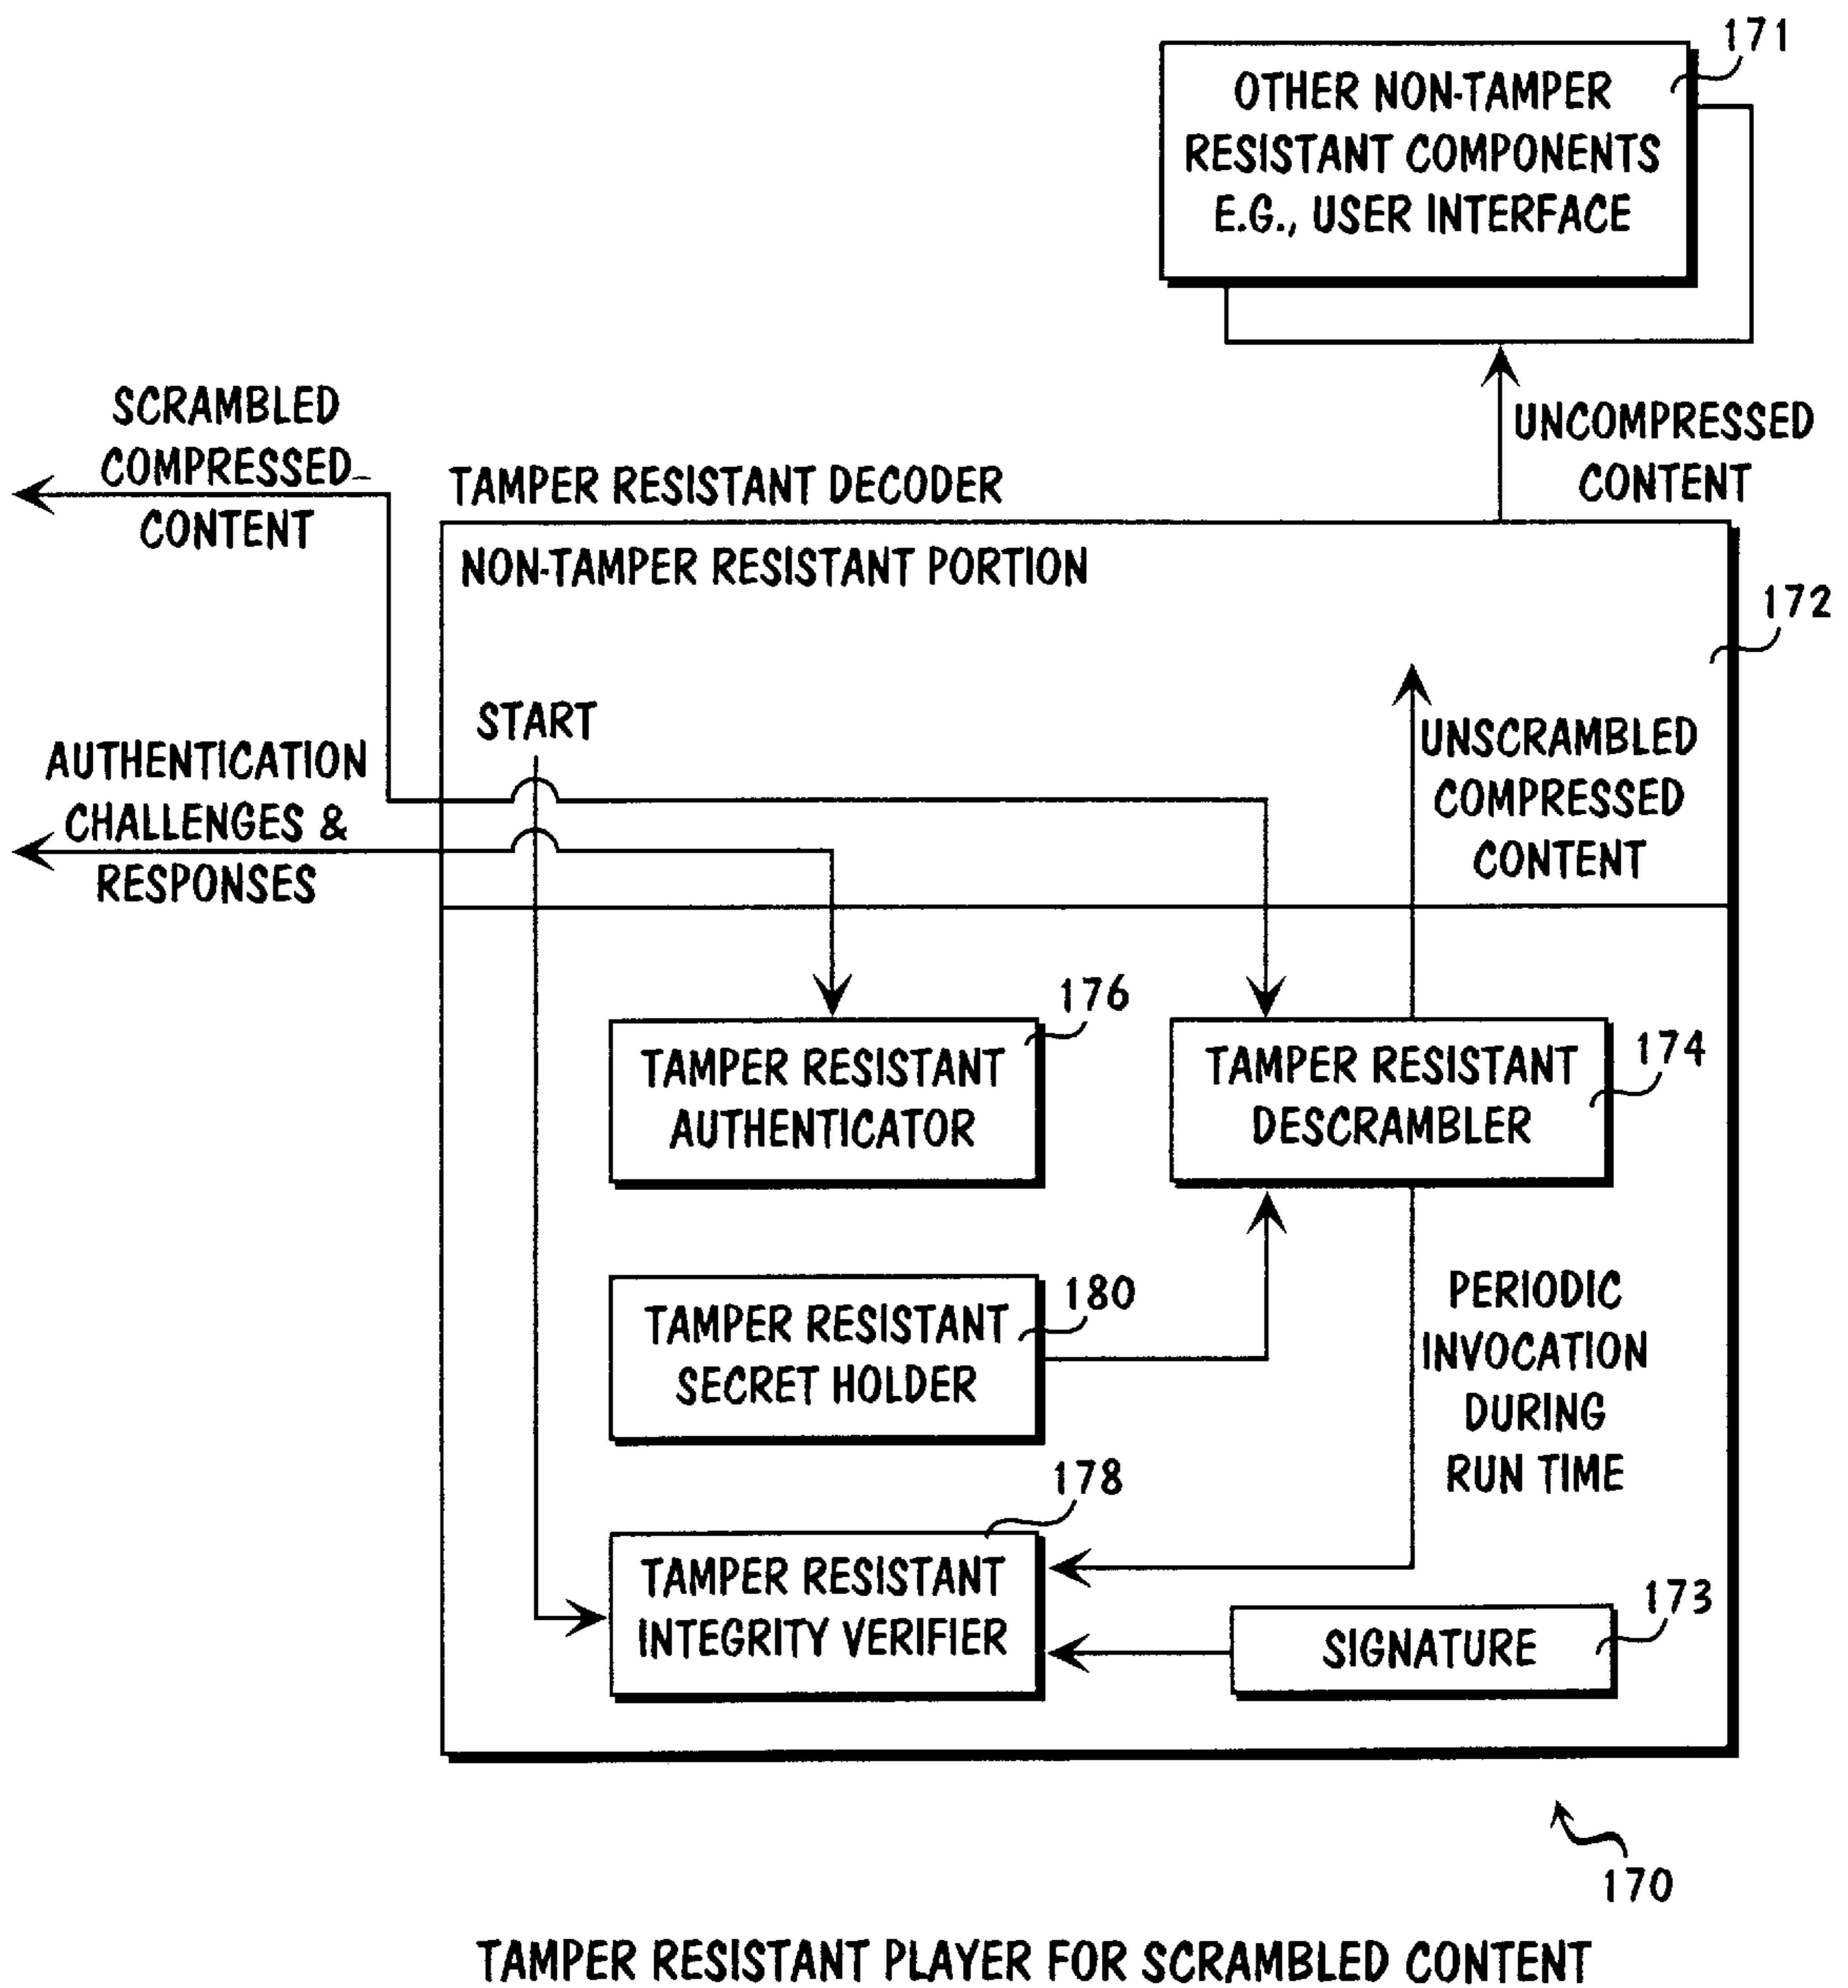 171
OTHER NON-TAMPER
RESISTANT COMPONENTS
E.G., USER INTERFACE
SCRAMBLED
COMPRESSED
CONTENT
UNCOMPRESSED
CONTENT
TAMPER RESISTANT DECODER
NON-TAMPER RESISTANT PORTION
172
START
AUTHENTICATION
CHALLENGES &
RESPONSES
UNSCRAMBLED
COMPRESSED
CONTENT
176
TAMPER RESISTANT
AUTHENTICATOR
174
TAMPER RESISTANT
DESCRAMBLER
180
TAMPER RESISTANT
SECRET HOLDER
PERIODIC
INVOCATION
DURING
RUN TIME
178
TAMPER RESISTANT
INTEGRITY VERIFIER
173
SIGNATURE
170
TAMPER RESISTANT PLAYER FOR SCRAMBLED CONTENT